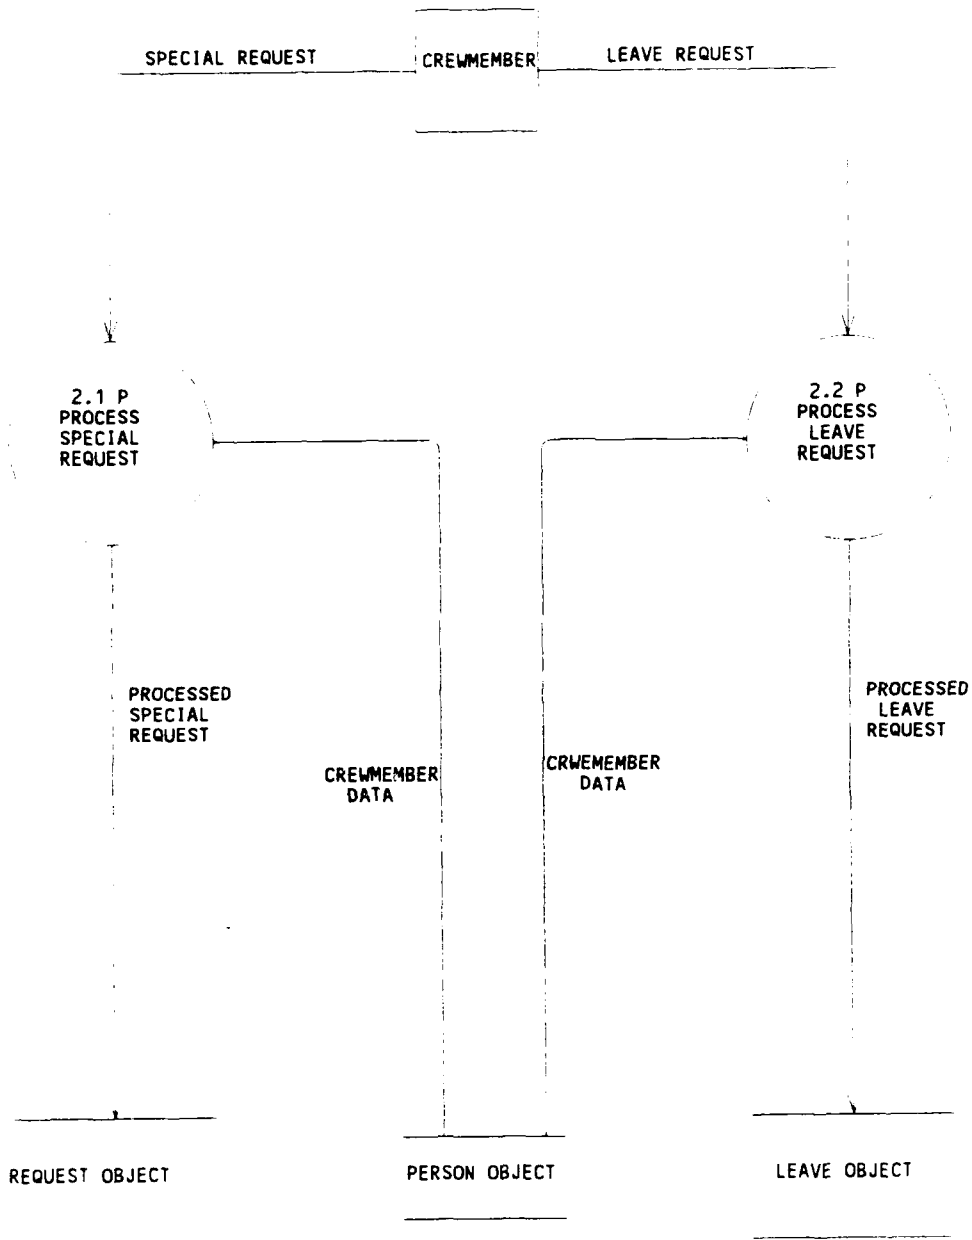 SPECIAL REQUEST
CREWMEMBER
LEAVE REQUEST
2.1 P
PROCESS
SPECIAL
REQUEST
2.2 P
PROCESS
LEAVE
REQUEST
PROCESSED
SPECIAL
REQUEST
PROCESSED
LEAVE
REQUEST
CREWMEMBER
DATA
CRWEMEMBER
DATA
REQUEST OBJECT
PERSON OBJECT
LEAVE OBJECT